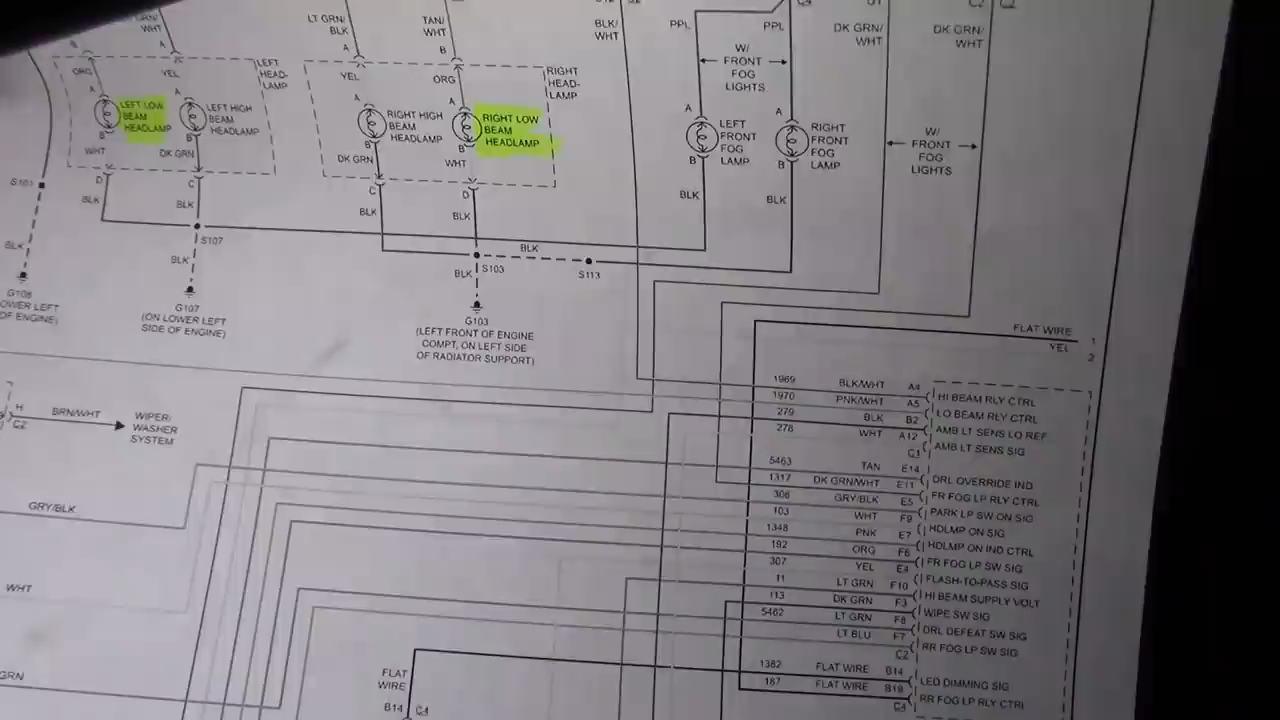 WHT
LT GRN/
BLK
TAN/
WHT
BLK/
WHT
PPL
PPL
DK GRN/
WHT
DK GRN/
WHT
A
A
B
W/
FRONT
FOG
LIGHTS
ORG
YEL
LEFT
HEAD-
LAMP
YEL
ORG
RIGHT
HEAD-
LAMP
A
A
A
A
A
A
LEFT LOW
BEAM
HEADLAMP
LEFT HIGH
BEAM
HEADLAMP
RIGHT HIGH
BEAM
HEADLAMP
RIGHT LOW
BEAM
HEADLAMP
LEFT
FRONT
FOG
LAMP
RIGHT
FRONT
FOG
LAMP
W/
FRONT
FOG
LIGHTS
B
B
B
B
B
B
WHT
DK GRN
DK GRN
WHT
D
C
C
D
BLK
BLK
BLK
BLK
BLK
BLK
S107
BLK
S103
S113
BLK
BLK
BLK
G107
(ON LOWER LEFT
SIDE OF ENGINE)
G103
(LEFT FRONT OF ENGINE
COMPT, ON LEFT SIDE
OF RADIATOR SUPPORT)
OWER LEFT
OF ENGINE)
FLAT WIRE 1
YEL 2
H
C2
BRN/WHT
WIPER/
WASHER
SYSTEM
GRY/BLK
WHT
GRN
1969 BLK/WHT A4 HI BEAM RLY CTRL
1970 PNK/WHT A5 LO BEAM RLY CTRL
279 BLK B2 AMB LT SENS LO REF
278 WHT A12 AMB LT SENS SIG
C1
5463 TAN E14 DRL OVERRIDE IND
1317 DK GRN/WHT E11 FR FOG LP RLY CTRL
306 GRY/BLK E5 PARK LP SW ON SIG
103 WHT F9 HDLMP ON SIG
1348 PNK E7 HDLMP ON IND CTRL
192 ORG F6 FR FOG LP SW SIG
307 YEL E4 FLASH-TO-PASS SIG
11 LT GRN F10 HI BEAM SUPPLY VOLT
113 DK GRN F3 WIPE SW SIG
5462 LT GRN F8 DRL DEFEAT SW SIG
LT BLU F7 RR FOG LP SW SIG
C2
1382 FLAT WIRE B14 LED DIMMING SIG
187 FLAT WIRE B19 RR FOG LP RLY CTRL
C4
FLAT
WIRE
B14 C4